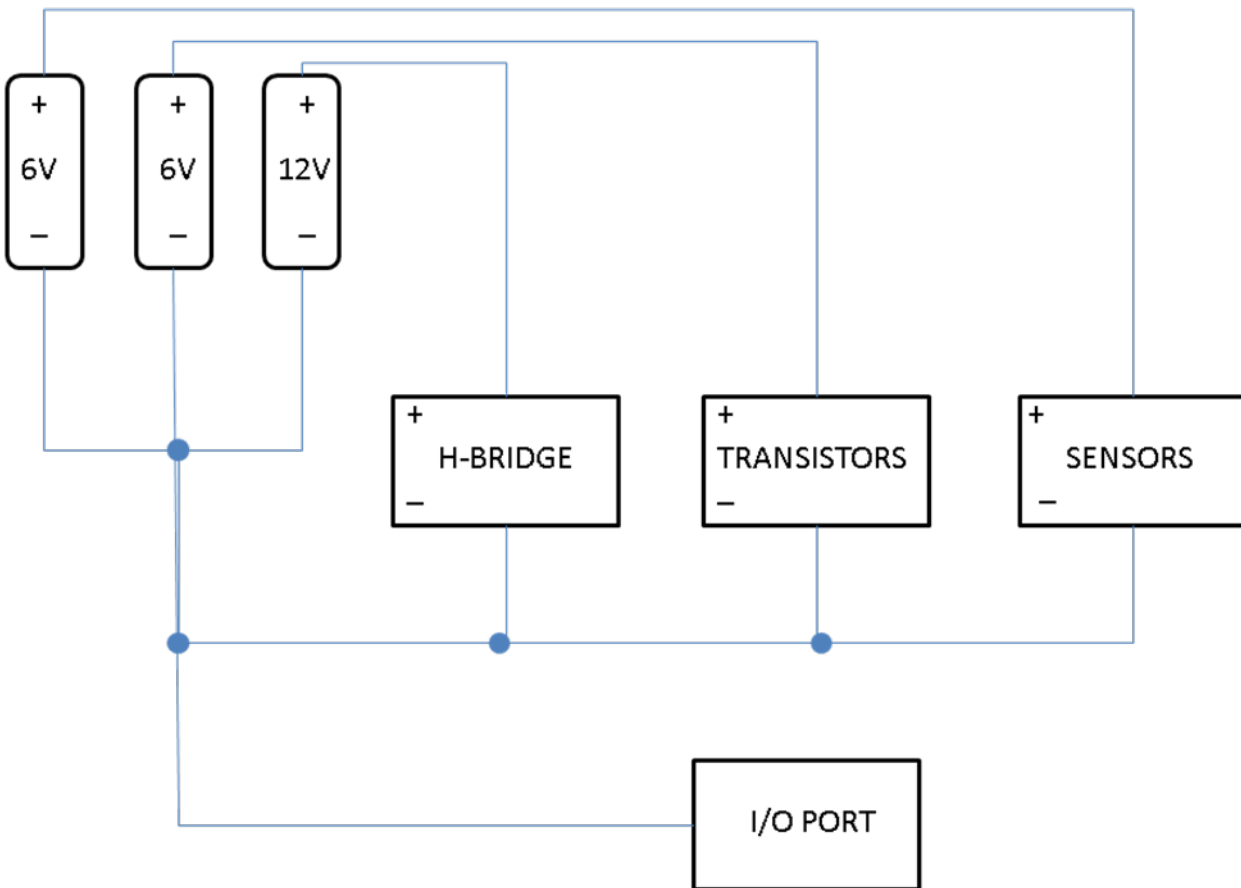 + + +
6V 6V 12V
– – –
+ + +
H-BRIDGE TRANSISTORS SENSORS
– – –
I/O PORT